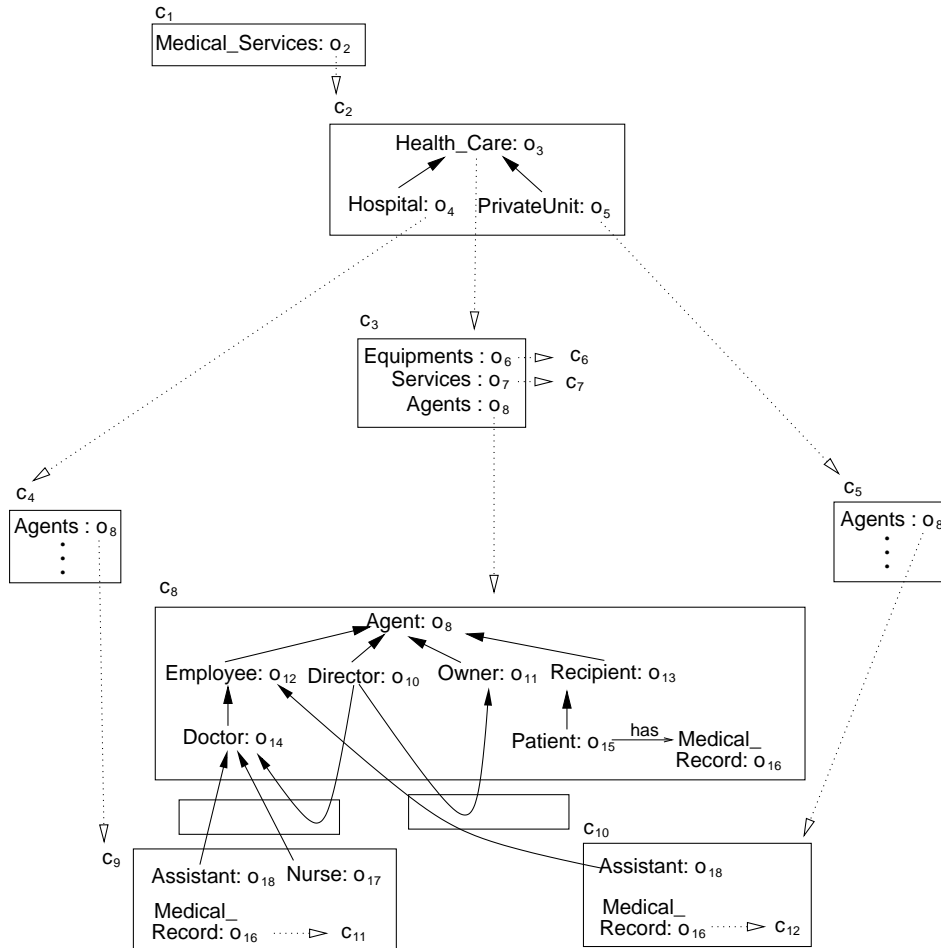 c₁
Medical_Services: o₂
c₂
Health_Care: o₃
Hospital: o₄
PrivateUnit: o₅
c₃
Equipments : o₆
c₆
Services: o₇
c₇
Agents : o₈
c₄
Agents : o₈
c₅
Agents : o₈
c₈
Agent: o₈
Employee: o₁₂
Director: o₁₀
Owner: o₁₁
Recipient: o₁₃
Doctor: o₁₄
Patient: o₁₅
has
Medical_
Record: o₁₆
c₉
Assistant: o₁₈
Nurse: o₁₇
Medical_
Record: o₁₆
c₁₁
c₁₀
Assistant: o₁₈
Medical_
Record: o₁₆
c₁₂